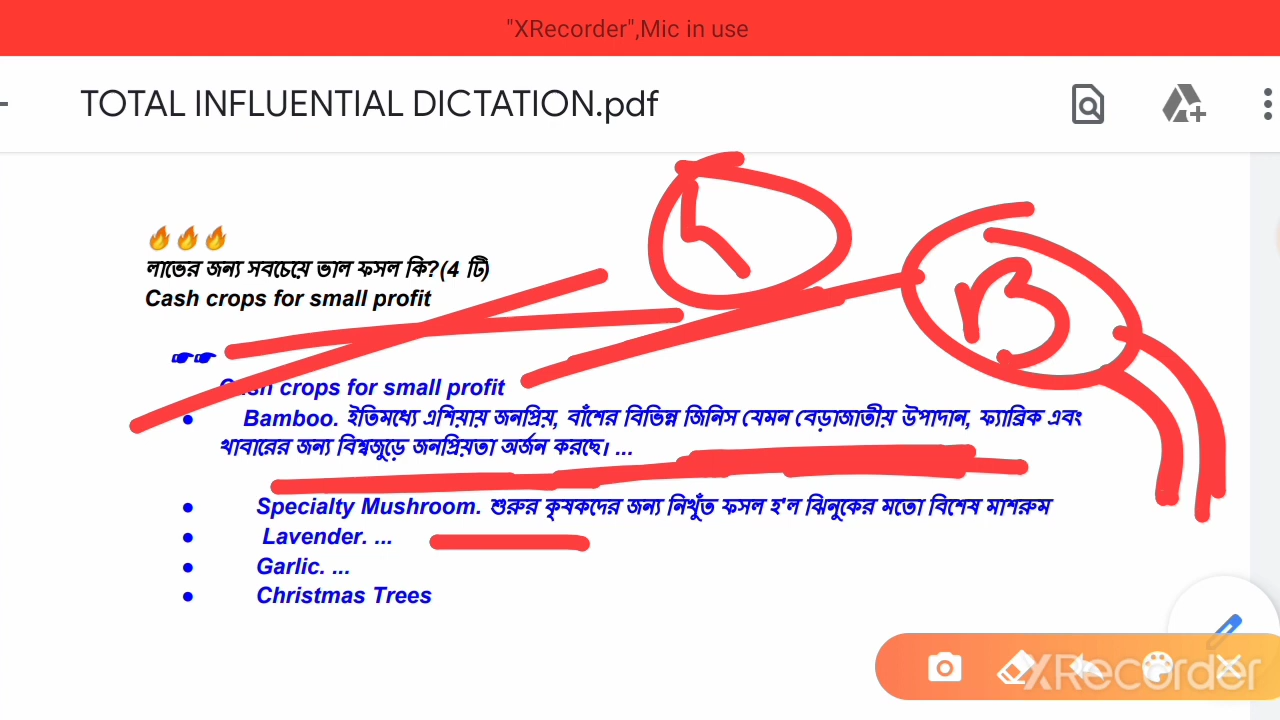 "XRecorder",Mic in use
TOTAL INFLUENTIAL DICTATION.pdf
লাভের জন্য সবচেয়ে ভাল ফসল কি?(4 টি)
Cash crops for small profit
Cash crops for small profit
Bamboo. ইতিমধ্যে এশিয়ায় জনপ্রিয়, বাঁশের বিভিন্ন জিনিস যেমন বেড়াজাতীয় উপাদান, ফ্যাব্রিক এবং
খাবারের জন্য বিশ্বজুড়ে জনপ্রিয়তা অর্জন করছে। ...
Specialty Mushroom. শুরুর কৃষকদের জন্য নিখুঁত ফসল হ'ল ঝিনুকের মতো বিশেষ মাশরুম
Lavender. ...
Garlic. ...
Christmas Trees
XRecorder